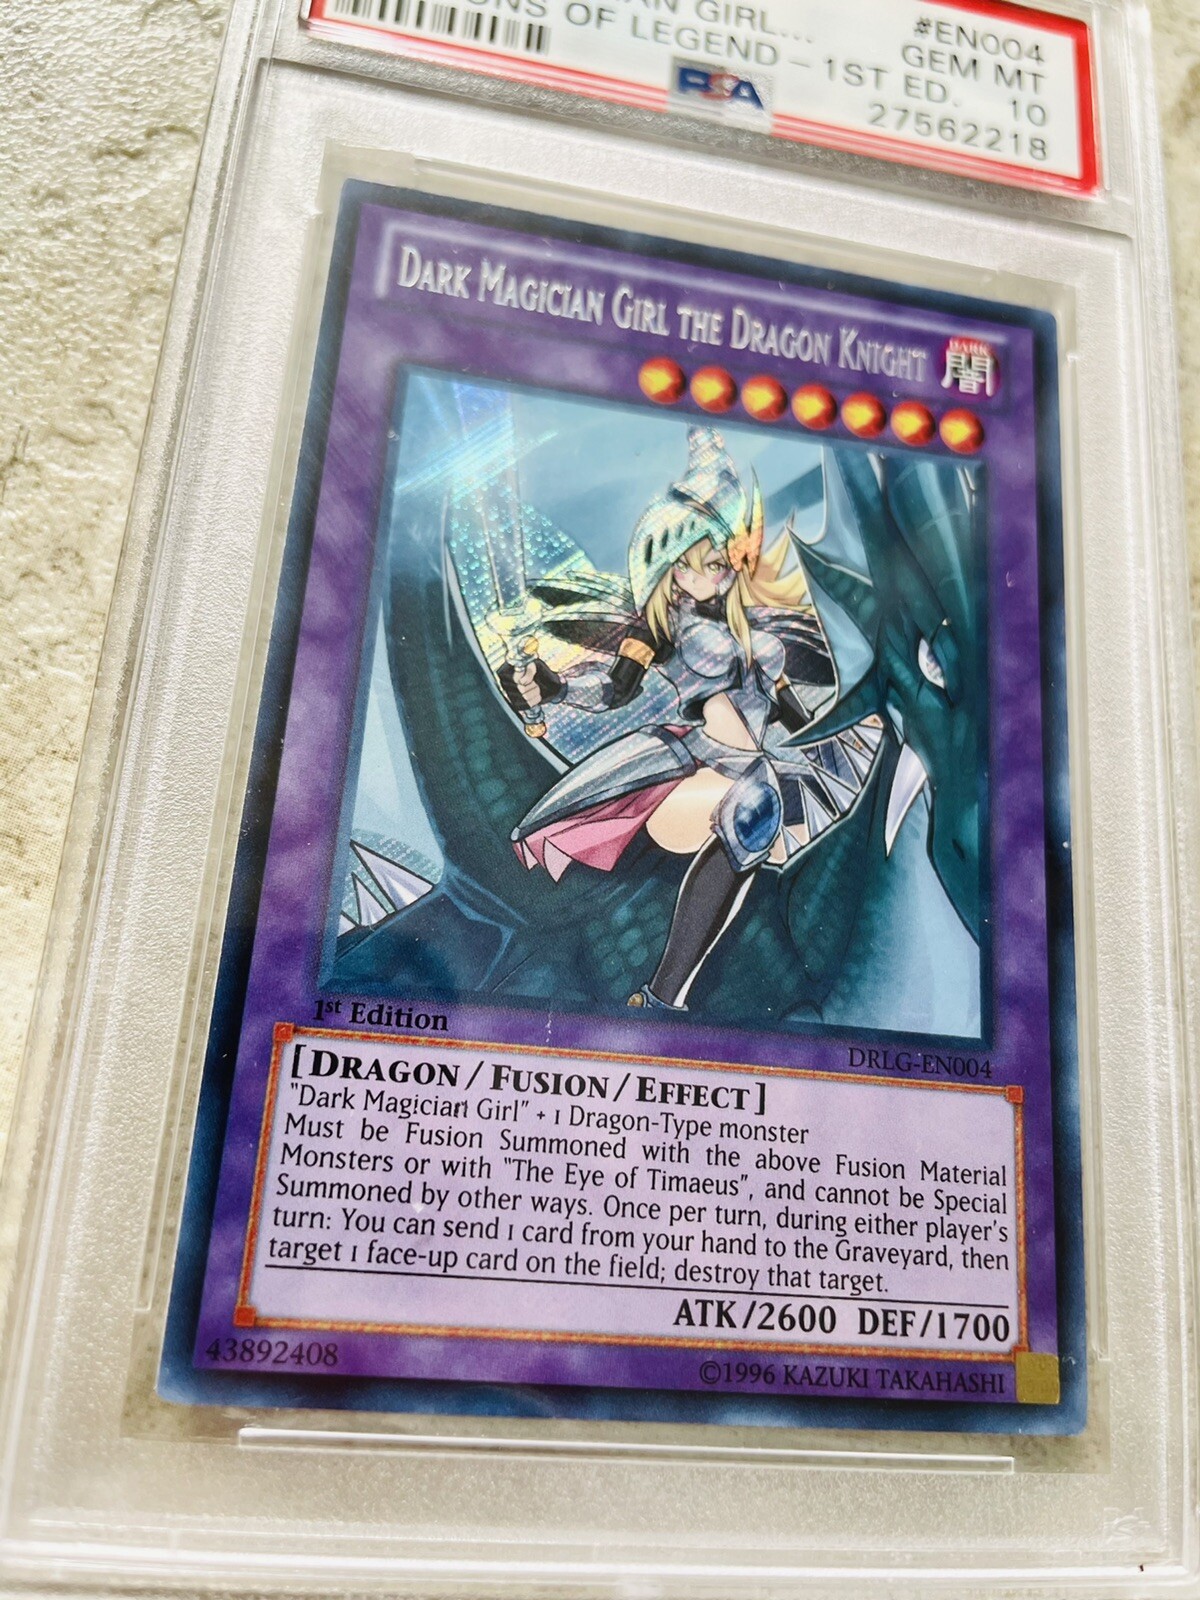 GIRL...
#EN004
OF LEGEND - 1ST ED.
GEM MT
10
PSA
27562218
DARK MAGICIAN GIRL THE DRAGON KNIGHT
DARK
闇
1st Edition
DRLG-EN004
[DRAGON/FUSION/EFFECT]
"Dark Magician Girl" + 1 Dragon-Type monster
Must be Fusion Summoned with the above Fusion Material
Monsters or with "The Eye of Timaeus", and cannot be Special
Summoned by other ways. Once per turn, during either player's
turn: You can send 1 card from your hand to the Graveyard, then
target 1 face-up card on the field; destroy that target.
ATK/2600 DEF/1700
43892408
©1996 KAZUKI TAKAHASHI